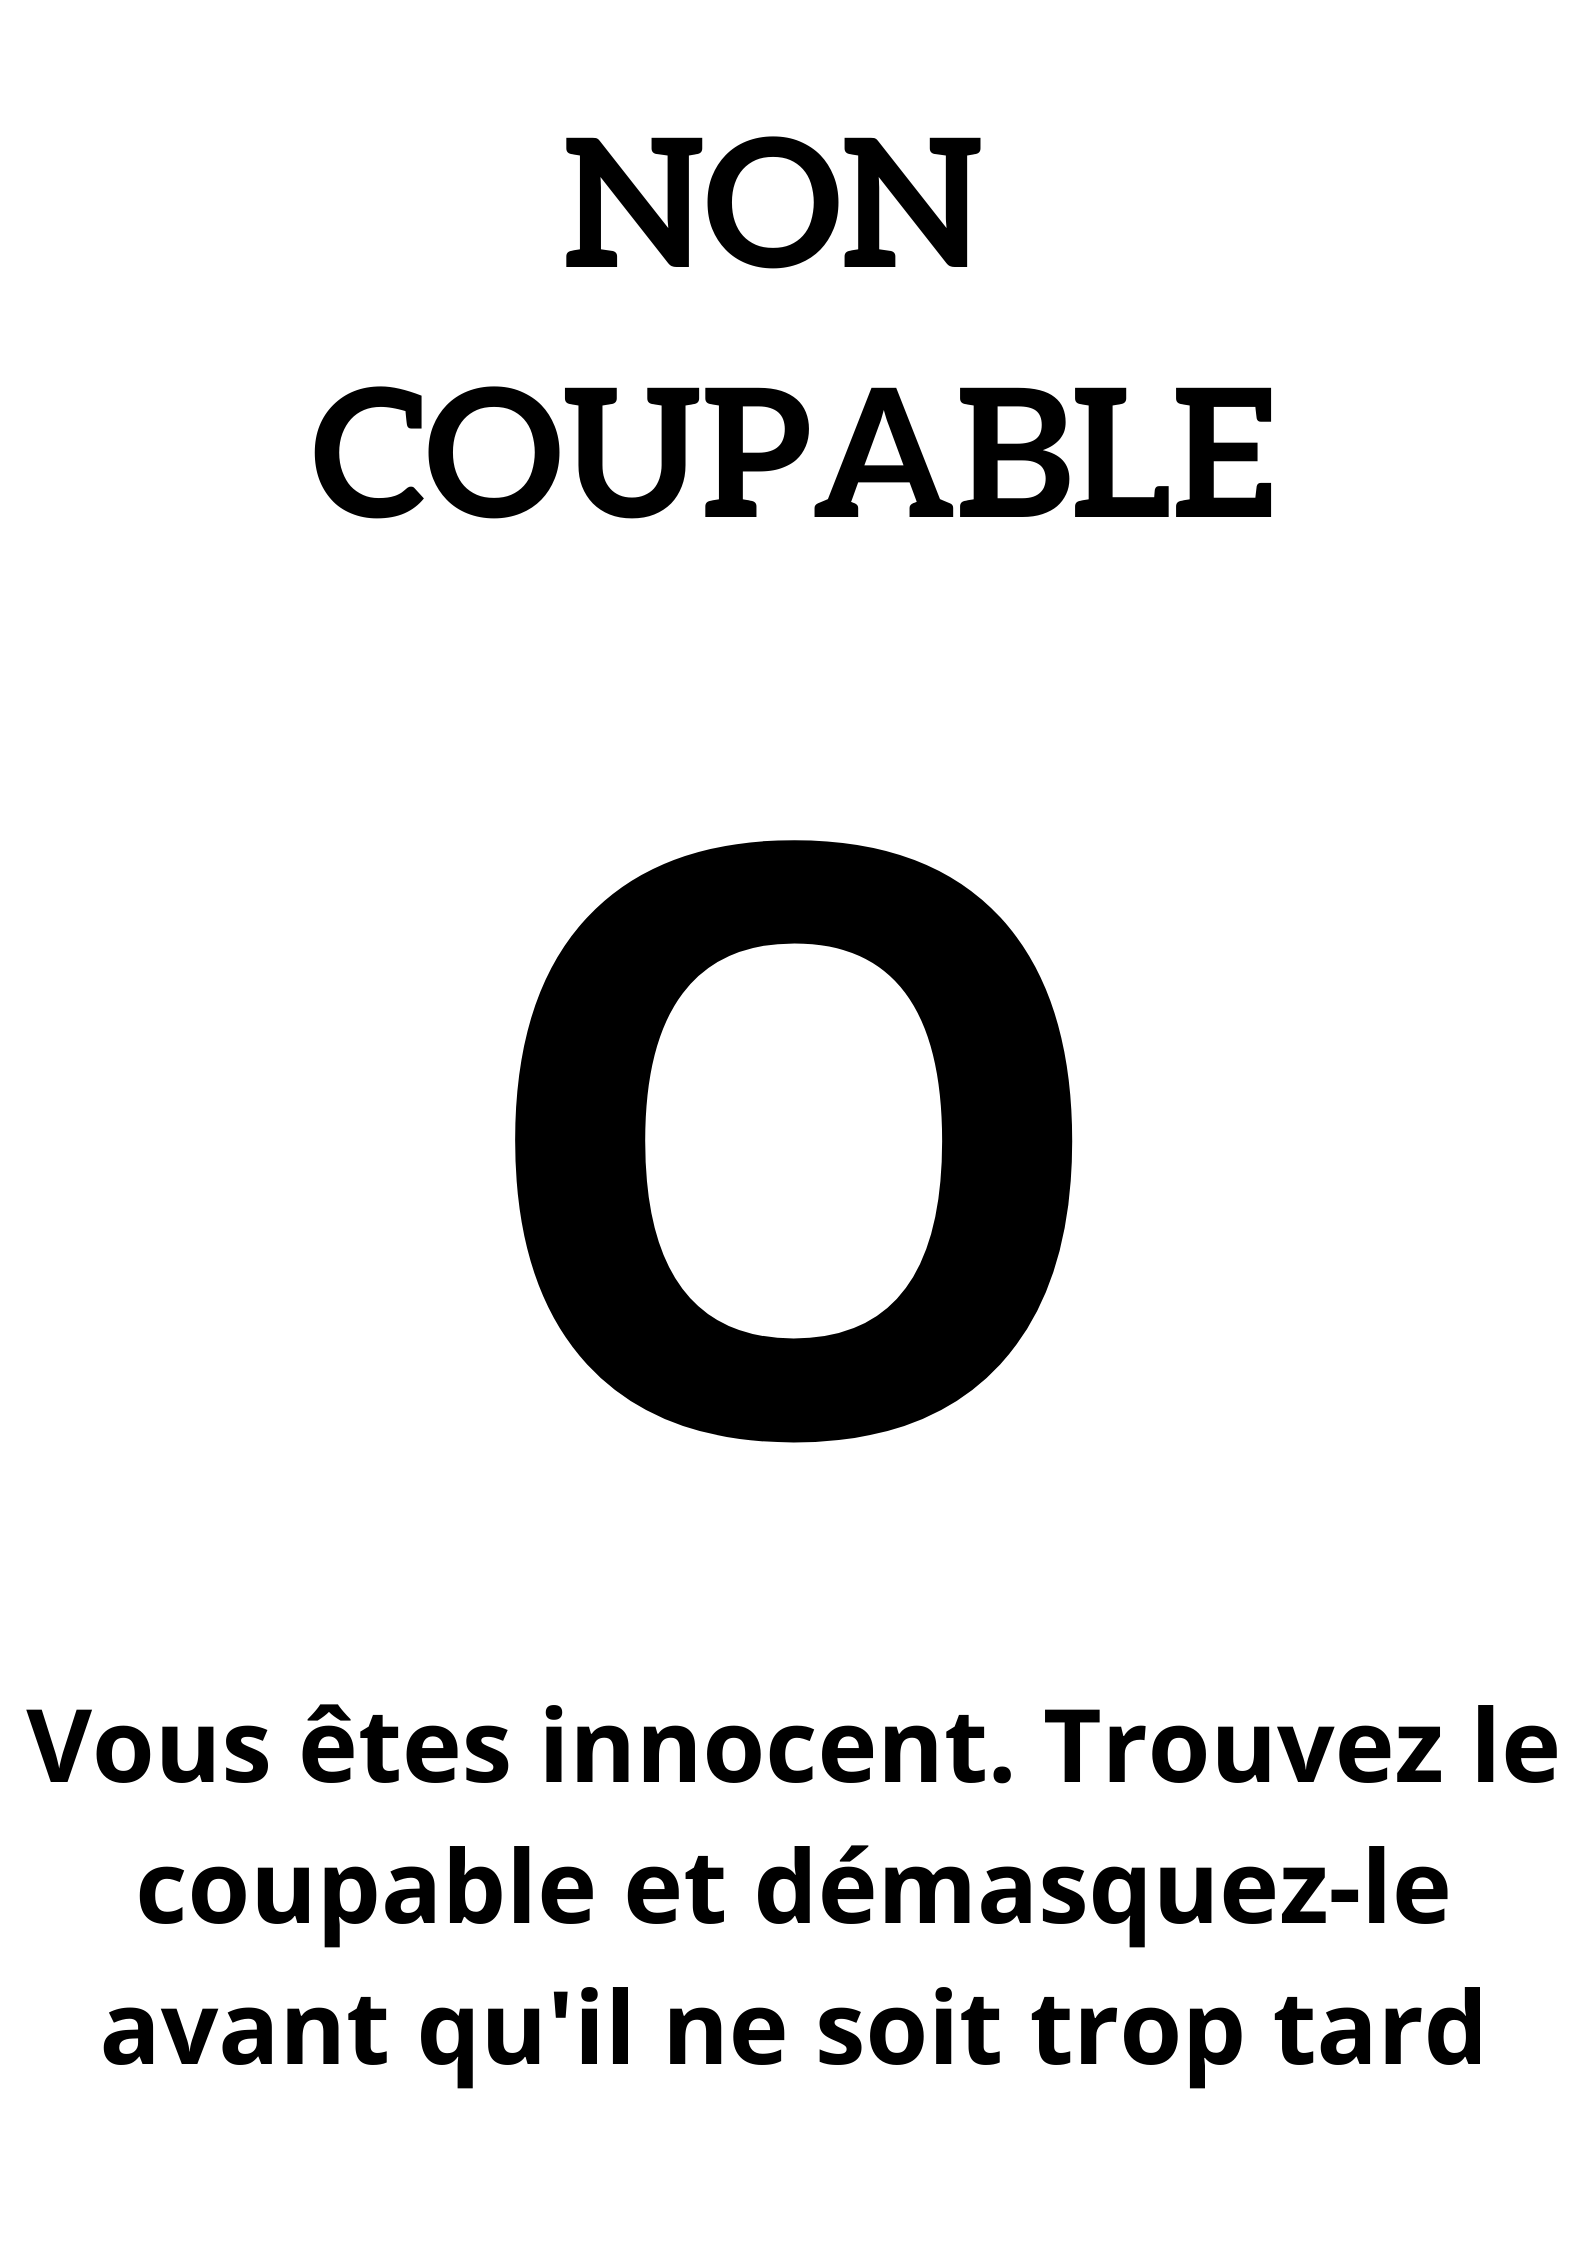 NON
COUPABLE
O
Vous êtes innocent. Trouvez le
coupable et démasquez-le
avant qu'il ne soit trop tard